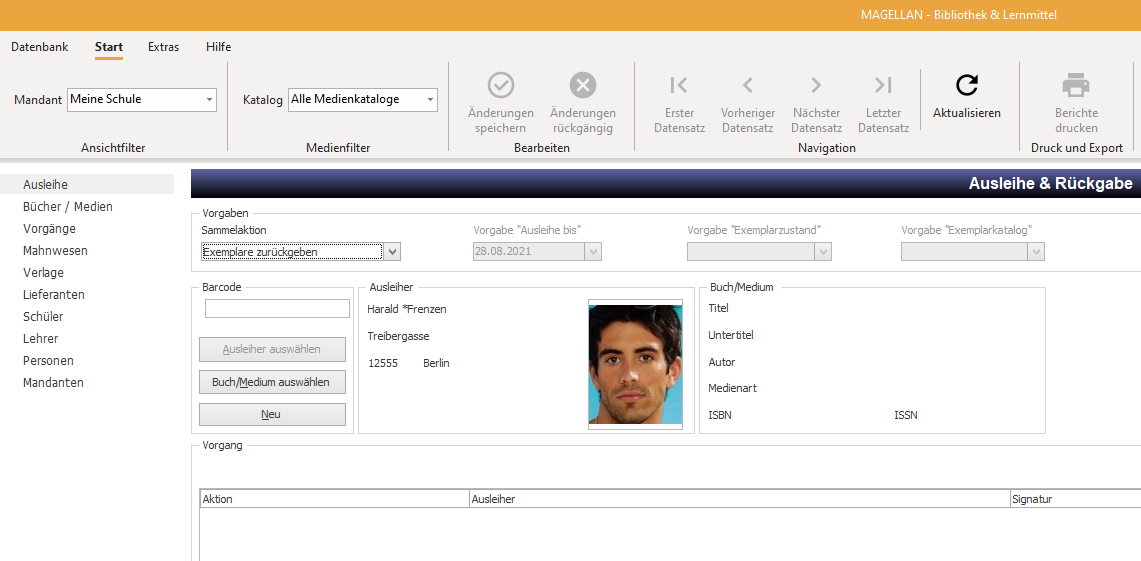 MAGELLAN - Bibliothek & Lernmittel
Datenbank Start Extras Hilfe
Mandant Meine Schule
Katalog Alle Medienkataloge
Änderungen speichern
Änderungen rückgängig
Erster Datensatz
Vorheriger Datensatz
Nächster Datensatz
Letzter Datensatz
Aktualisieren
Berichte drucken
Ansichtfilter Medienfilter Bearbeiten Navigation Druck und Export
Ausleihe
Bücher / Medien
Vorgänge
Mahnwesen
Verlage
Lieferanten
Schüler
Lehrer
Personen
Mandanten
Ausleihe & Rückgabe
Vorgaben
Sammelaktion Vorgabe "Ausleihe bis" Vorgabe "Exemplarzustand" Vorgabe "Exemplarkatalog"
Exemplare zurückgeben 28.08.2021
Barcode
Ausleiher auswählen
Buch/Medium auswählen
Neu
Ausleiher
Harald *Frenzen
Treibergasse
12555 Berlin
Buch/Medium
Titel
Untertitel
Autor
Medienart
ISBN ISSN
Vorgang
Aktion Ausleiher Signatur